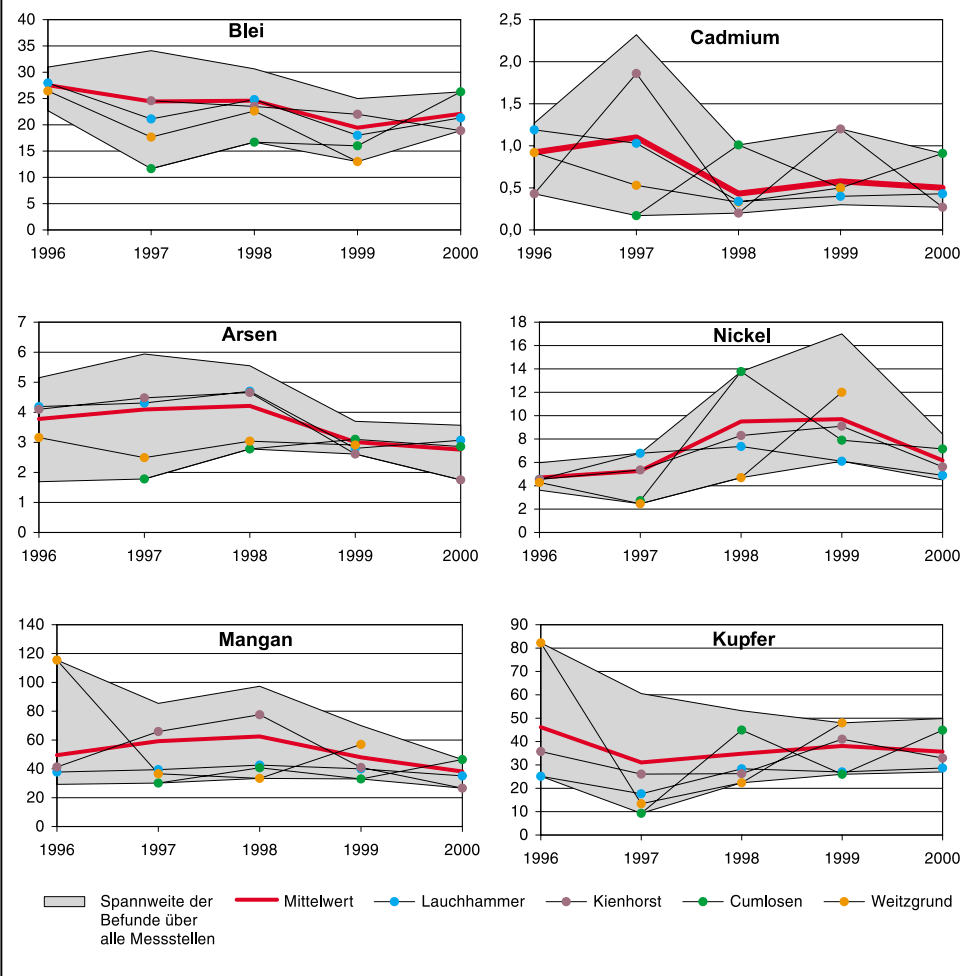 Blei
40
35
30
25
20
15
10
5
0
1996 1997 1998 1999 2000
Cadmium
2,5
2,0
1,5
1,0
0,5
0,0
1996 1997 1998 1999 2000
Arsen
7
6
5
4
3
2
1
0
1996 1997 1998 1999 2000
Nickel
18
16
14
12
10
8
6
4
2
0
1996 1997 1998 1999 2000
Mangan
140
120
100
80
60
40
20
0
1996 1997 1998 1999 2000
Kupfer
90
80
70
60
50
40
30
20
10
0
1996 1997 1998 1999 2000
Spannweite der
Befunde über
alle Messstellen
Mittelwert
Lauchhammer
Kienhorst
Cumlosen
Weitzgrund